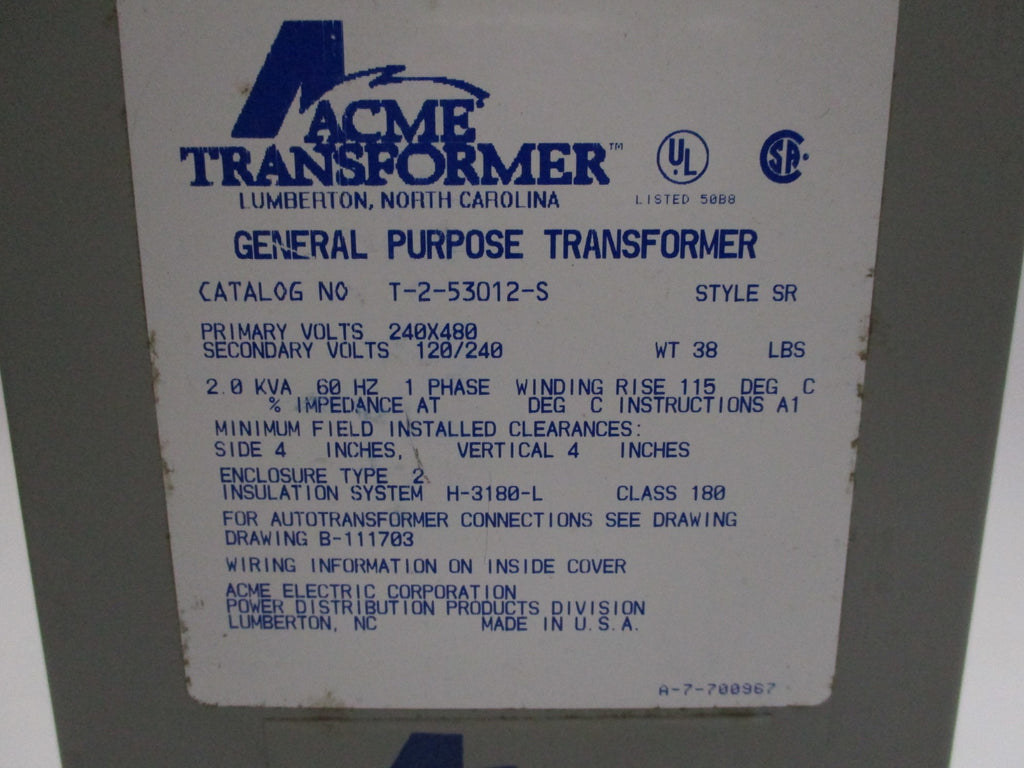 ACME
TRANSFORMER™
LUMBERTON, NORTH CAROLINA
UL
LISTED 50B8
SA
GENERAL PURPOSE TRANSFORMER
CATALOG NO T-2-53012-S STYLE SR
PRIMARY VOLTS 240X480
SECONDARY VOLTS 120/240 WT 38 LBS
2.0 KVA 60 HZ 1 PHASE WINDING RISE 115 DEG C
% IMPEDANCE AT DEG C INSTRUCTIONS A1
MINIMUM FIELD INSTALLED CLEARANCES:
SIDE 4 INCHES, VERTICAL 4 INCHES
ENCLOSURE TYPE 2
INSULATION SYSTEM H-3180-L CLASS 180
FOR AUTOTRANSFORMER CONNECTIONS SEE DRAWING
DRAWING B-111703
WIRING INFORMATION ON INSIDE COVER
ACME ELECTRIC CORPORATION
POWER DISTRIBUTION PRODUCTS DIVISION
LUMBERTON, NC MADE IN U.S.A.
A-7-700967